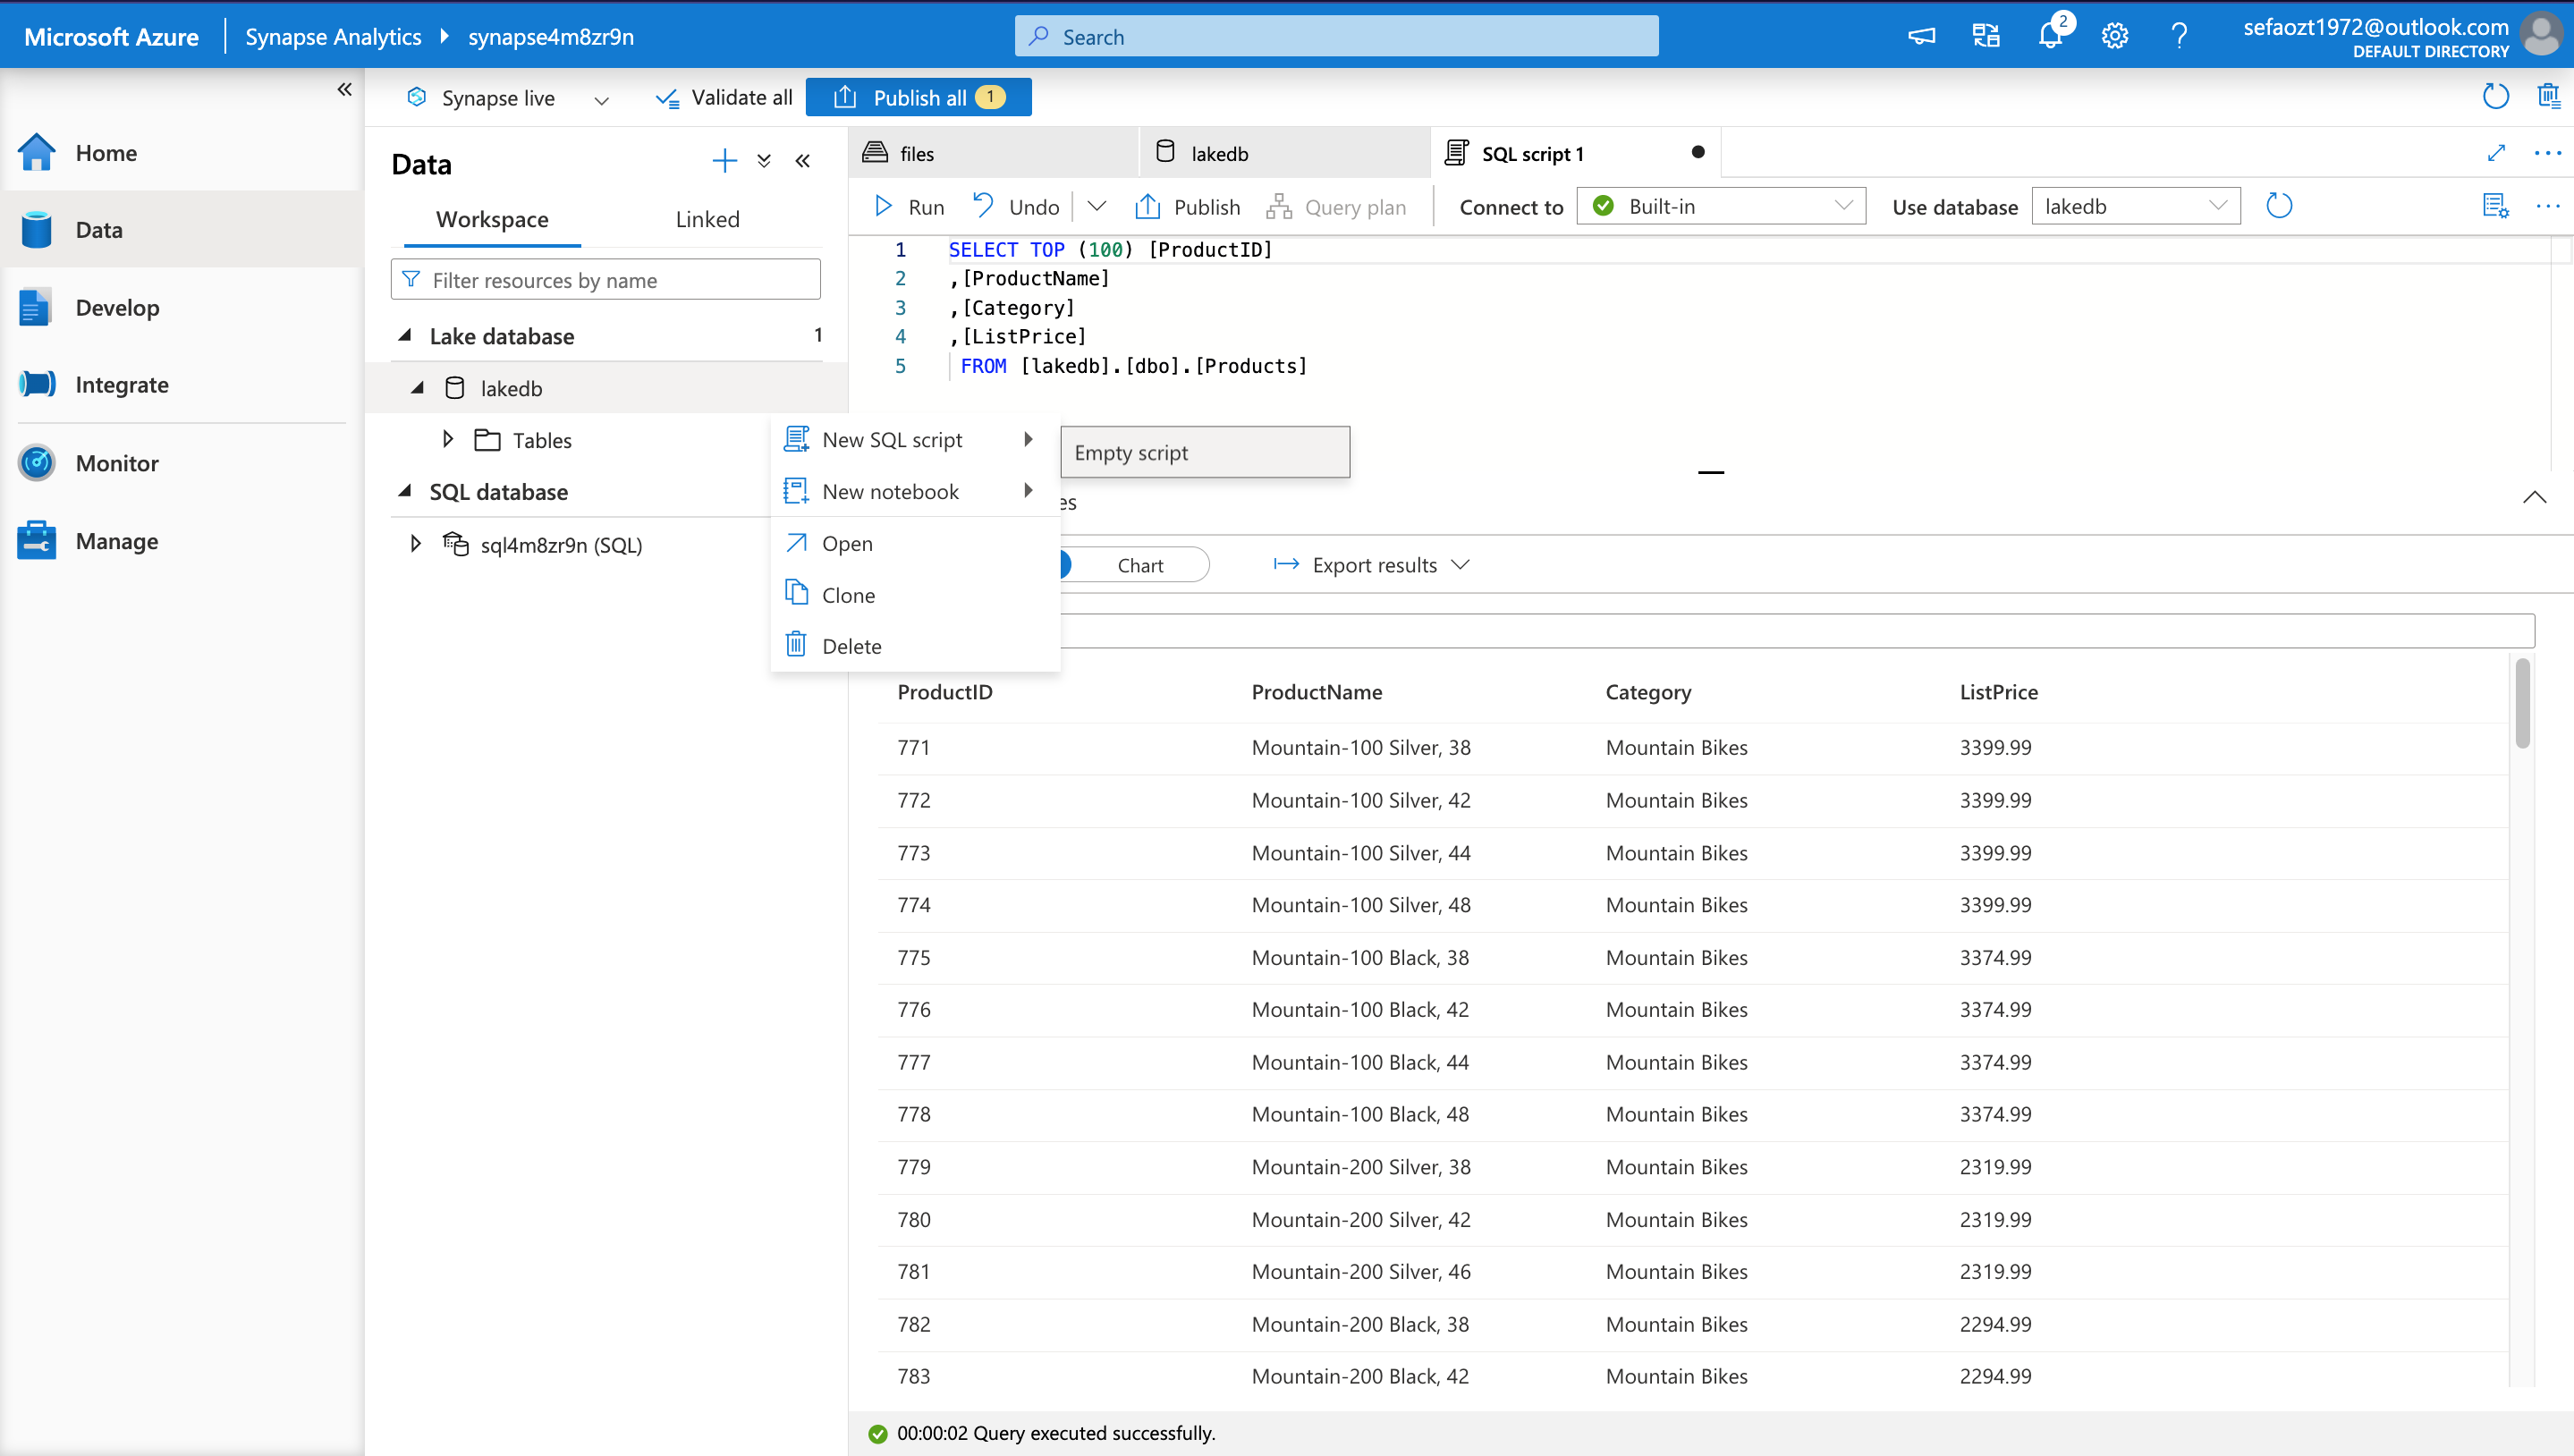 Microsoft Azure
Synapse Analytics
synapse4m8zr9n
Search
2
sefaozt1972@outlook.com
DEFAULT DIRECTORY
Home
Data
Develop
Integrate
Monitor
Manage
Synapse live
Validate all
Publish all 1
Data
Workspace
Linked
Filter resources by name
Lake database 1
lakedb
Tables
SQL database
sql4m8zr9n (SQL)
New SQL script
New notebook
Open
Clone
Delete
Empty script
files
lakedb
SQL script 1
Run
Undo
Publish
Query plan
Connect to
Built-in
Use database
lakedb
1 SELECT TOP (100) [ProductID]
2 ,[ProductName]
3 ,[Category]
4 ,[ListPrice]
5 FROM [lakedb].[dbo].[Products]
es
Chart
Export results
ProductID ProductName Category ListPrice
771 Mountain-100 Silver, 38 Mountain Bikes 3399.99
772 Mountain-100 Silver, 42 Mountain Bikes 3399.99
773 Mountain-100 Silver, 44 Mountain Bikes 3399.99
774 Mountain-100 Silver, 48 Mountain Bikes 3399.99
775 Mountain-100 Black, 38 Mountain Bikes 3374.99
776 Mountain-100 Black, 42 Mountain Bikes 3374.99
777 Mountain-100 Black, 44 Mountain Bikes 3374.99
778 Mountain-100 Black, 48 Mountain Bikes 3374.99
779 Mountain-200 Silver, 38 Mountain Bikes 2319.99
780 Mountain-200 Silver, 42 Mountain Bikes 2319.99
781 Mountain-200 Silver, 46 Mountain Bikes 2319.99
782 Mountain-200 Black, 38 Mountain Bikes 2294.99
783 Mountain-200 Black, 42 Mountain Bikes 2294.99
00:00:02 Query executed successfully.